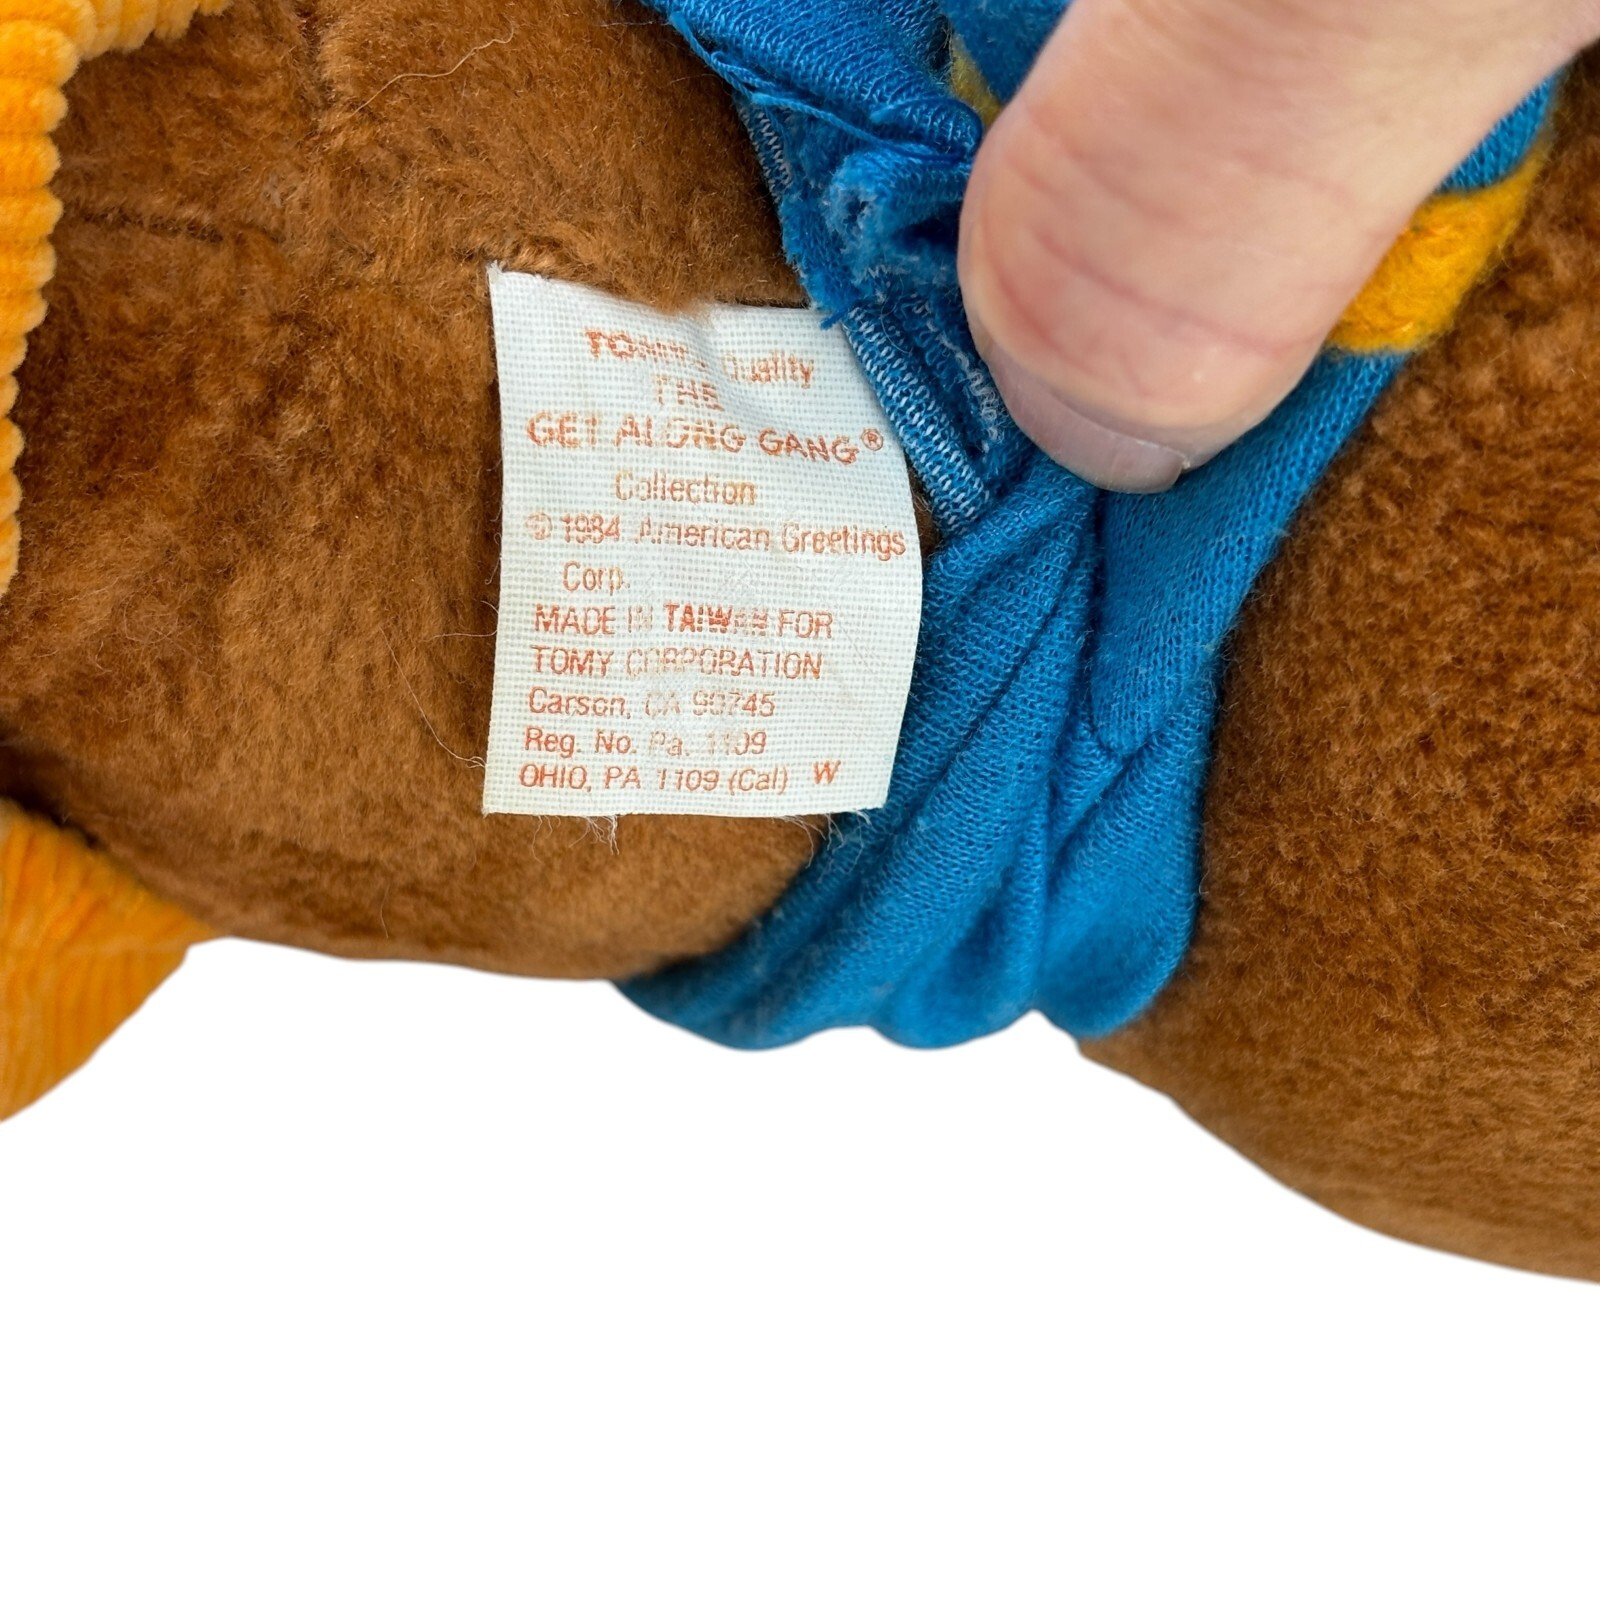 TOMY Quality
THE
GET ALONG GANG®
Collection
© 1984 American Greetings
Corp.
MADE IN TAIWAN FOR
TOMY CORPORATION
Carson, CA 90745
Reg. No. Pa. 1109
OHIO, PA 1109 (Cal) W